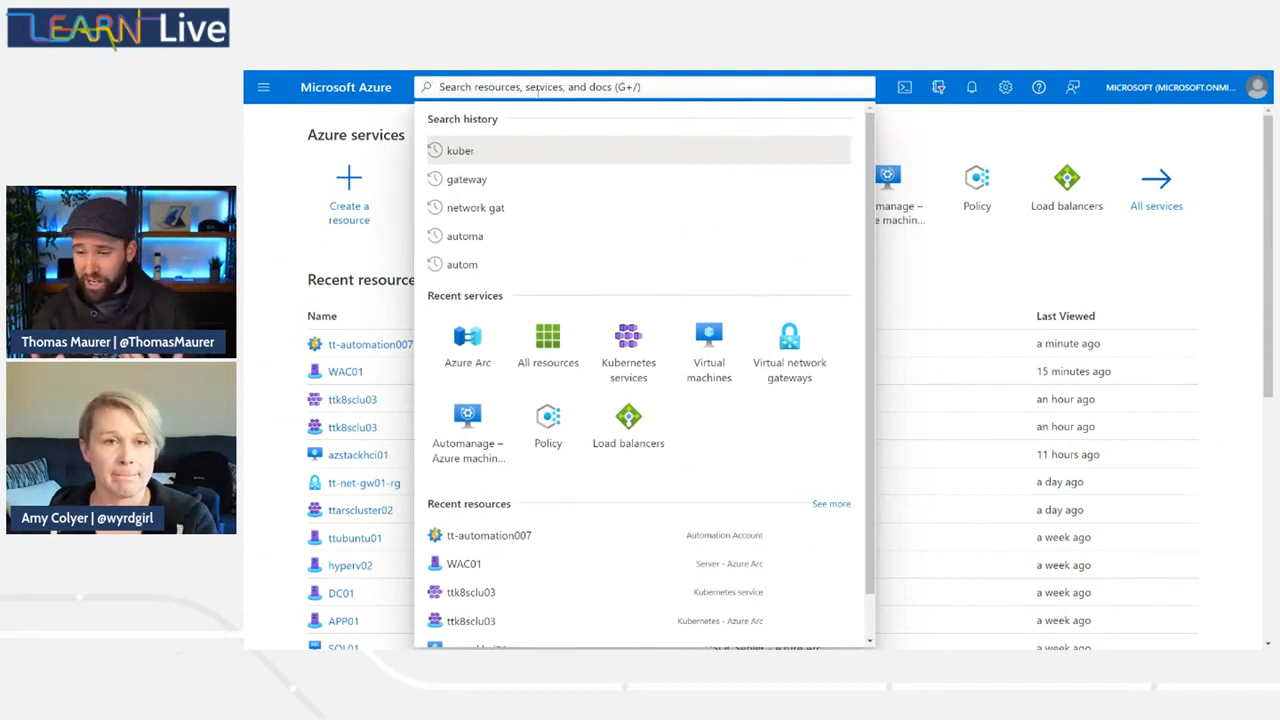 LEARN Live
Microsoft Azure
Search resources, services, and docs (G+/)
MICROSOFT (MICROSOFT.ONMI...
Azure services
Create a
resource
Search history
kuber
gateway
network gat
automa
autom
Recent services
Azure Arc
All resources
Kubernetes
services
Virtual
machines
Virtual network
gateways
Automanage –
Azure machin...
Policy
Load balancers
Recent resources
See more
tt-automation007
Automation Account
WAC01
Server - Azure Arc
ttk8sclu03
Kubernetes service
ttk8sclu03
Kubernetes - Azure Arc
manage –
e machin...
Policy
Load balancers
All services
Recent resource
Name
Last Viewed
tt-automation007
a minute ago
WAC01
15 minutes ago
ttk8sclu03
an hour ago
ttk8sclu03
an hour ago
azstackhci01
11 hours ago
tt-net-gw01-rg
a day ago
ttarscluster02
a day ago
ttubuntu01
a week ago
hyperv02
a week ago
DC01
a week ago
APP01
a week ago
SQL01
Thomas Maurer | @ThomasMaurer
Amy Colyer | @wyrdgirl